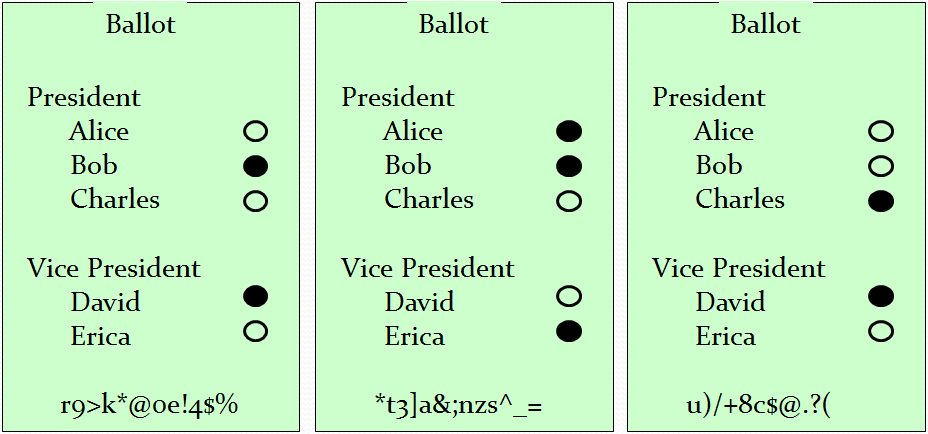 Ballot
President
Alice
Bob
Charles
Vice President
David
Erica
r9>k*@0e!4$%
Ballot
President
Alice
Bob
Charles
Vice President
David
Erica
*t3]a&;nzs^_=
Ballot
President
Alice
Bob
Charles
Vice President
David
Erica
u)/+8c$@.?(